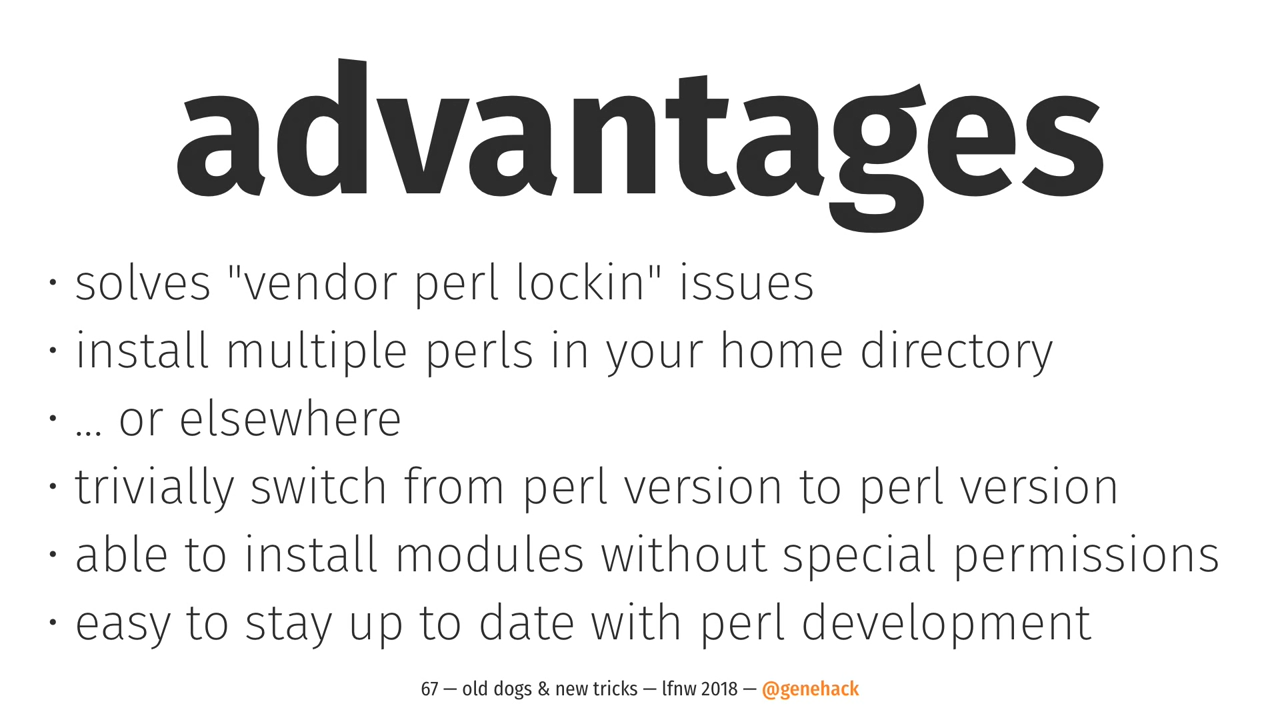 advantages
• solves "vendor perl lockin" issues
• install multiple perls in your home directory
• ... or elsewhere
• trivially switch from perl version to perl version
• able to install modules without special permissions
• easy to stay up to date with perl development
67 — old dogs & new tricks — lfnw 2018 — @genehack